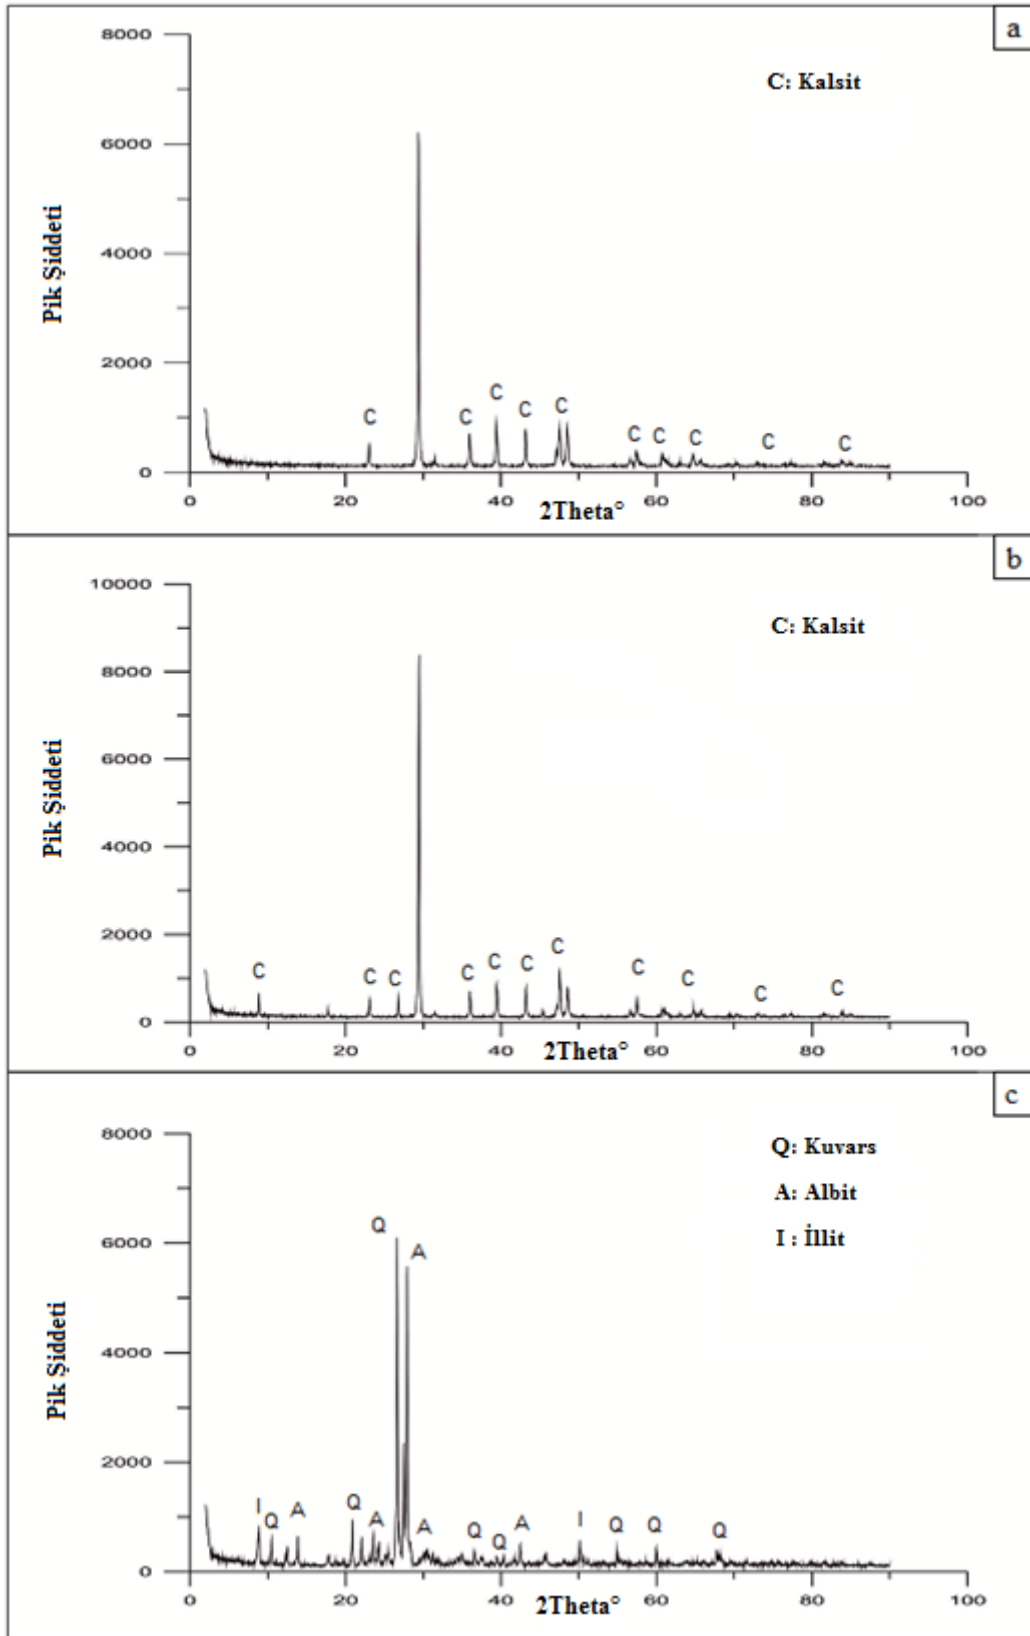 a
8000
C: Kalsit
6000
Pik Şiddeti
4000
2000
C C C C C C C C C C
0
0 20 40 60 80 100
2Theta°
b
10000
C: Kalsit
8000
6000
Pik Şiddeti
4000
2000
C C C C C C C C C C C
0
0 20 40 60 80 100
2Theta°
c
8000
Q: Kuvars
A: Albit
I : İllit
6000
Q A
Pik Şiddeti
4000
2000
I Q A Q A A Q Q A I Q Q Q
0
0 20 40 60 80 100
2Theta°